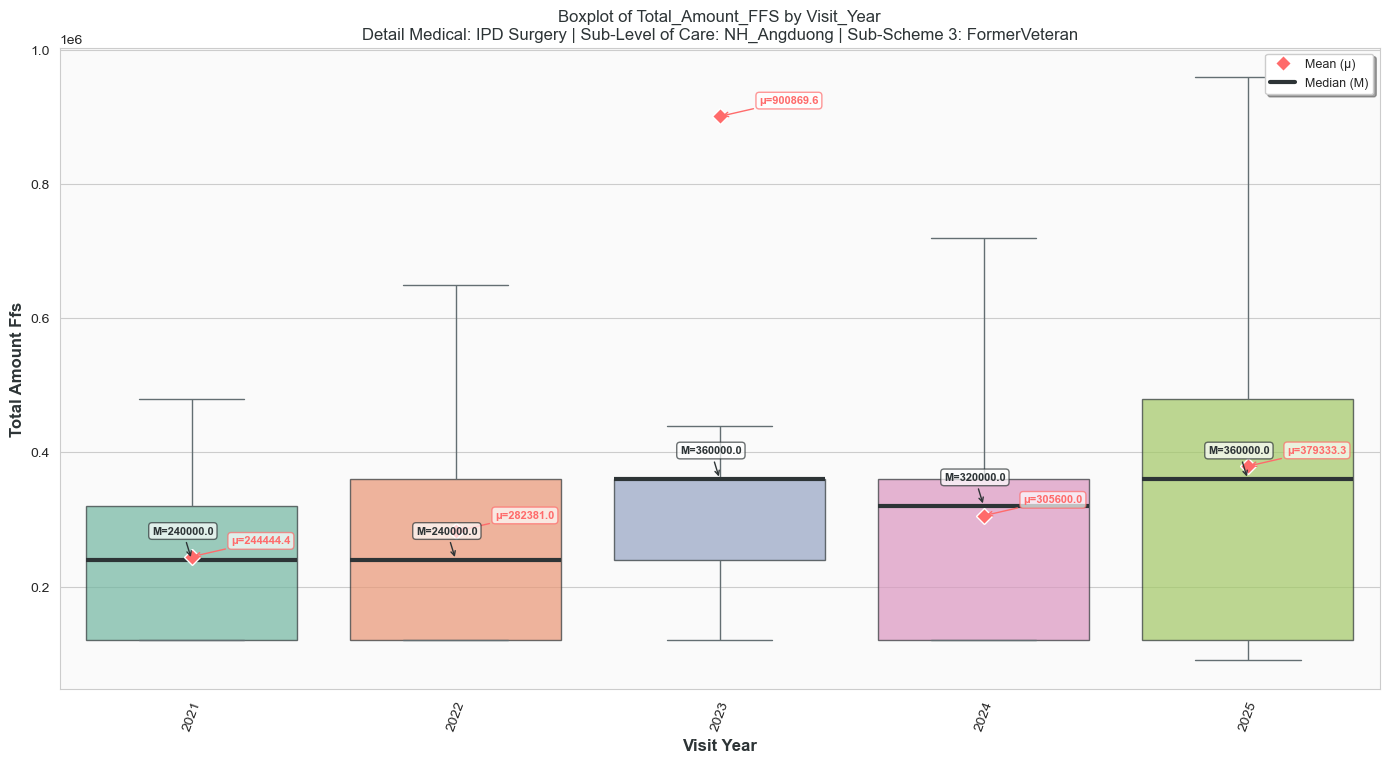 Boxplot of Total_Amount_FFS by Visit_Year
Detail Medical: IPD Surgery | Sub-Level of Care: NH_Angduong | Sub-Scheme 3: FormerVeteran
1e6
1.0
0.8
0.6
0.4
0.2
Total Amount Ffs
Mean (μ)
Median (M)
M=240000.0
μ=244444.4
M=240000.0
μ=282381.0
M=360000.0
μ=900869.6
M=320000.0
μ=305600.0
M=360000.0
μ=379333.3
2021
2022
2023
2024
2025
Visit Year